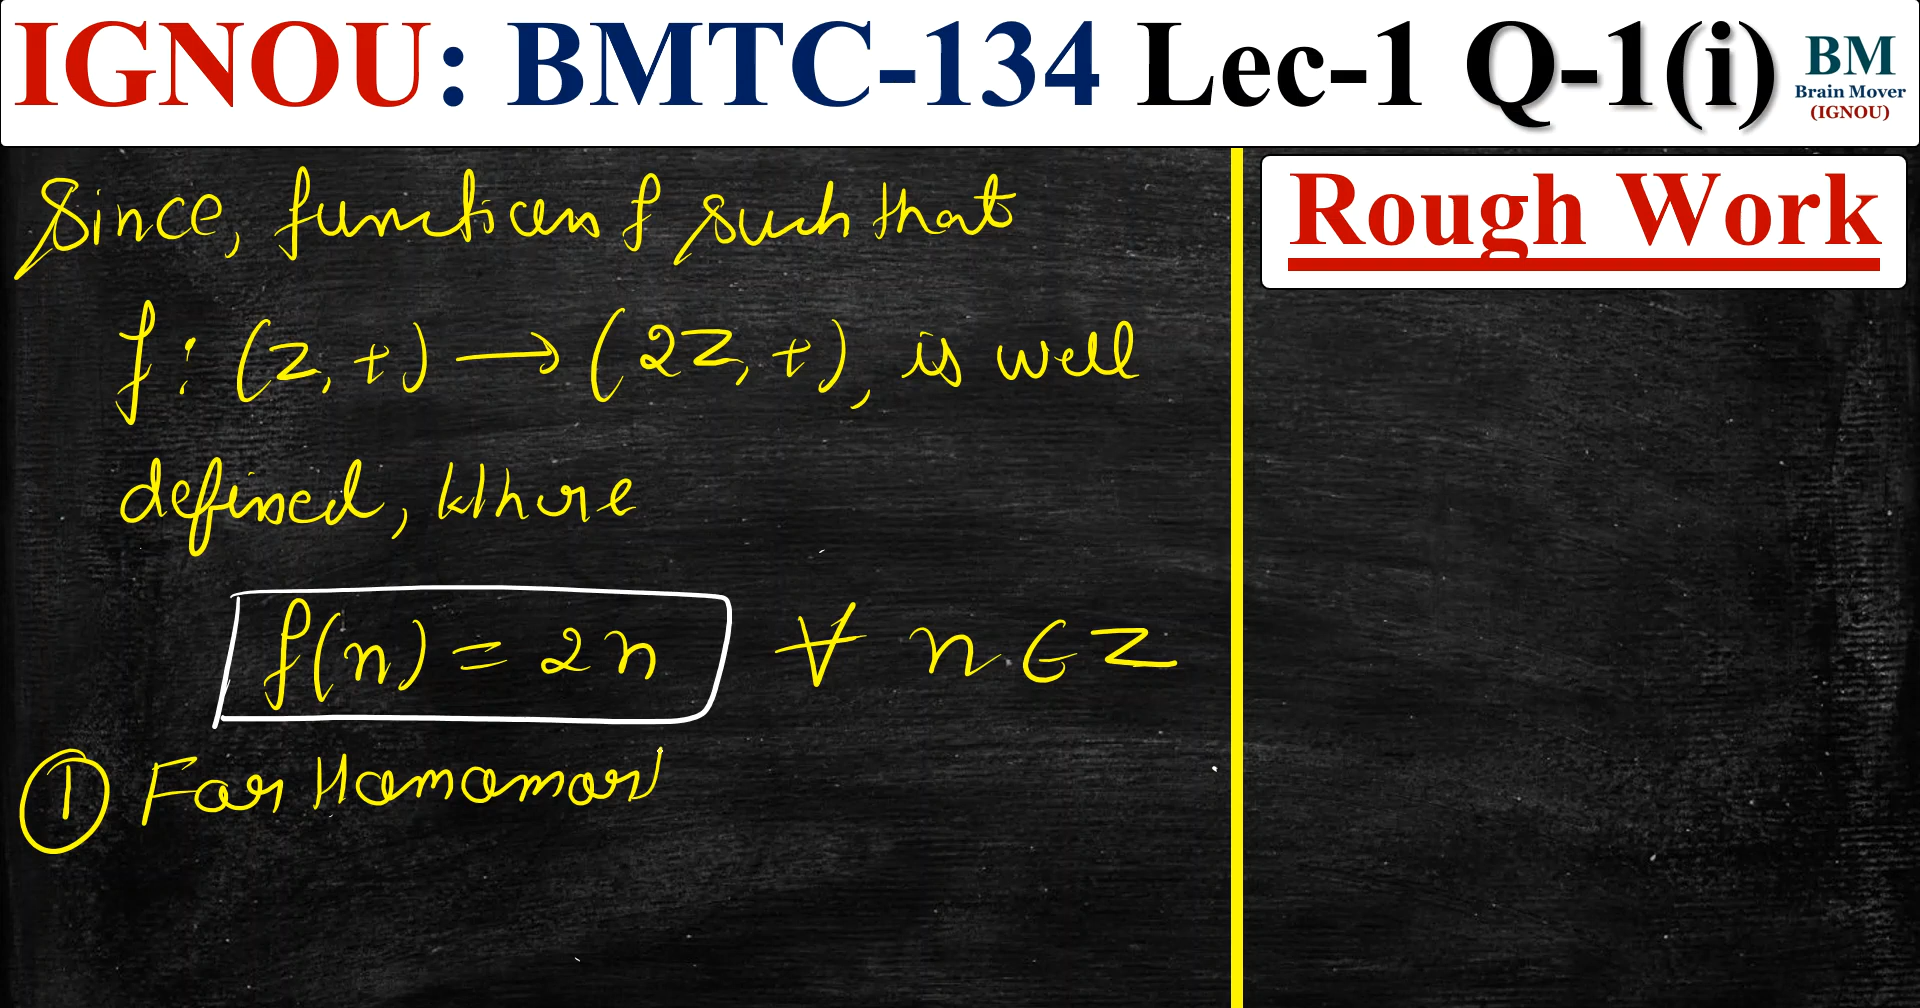 IGNOU: BMTC-134 Lec-1 Q-1(i)
BM
Brain Mover
(IGNOU)
Since, function f such that
f: (Z, +) → (2Z, +), is well
defined, Where
f(n) = 2n ∀ n ∈ Z
① For Homomor
Rough Work